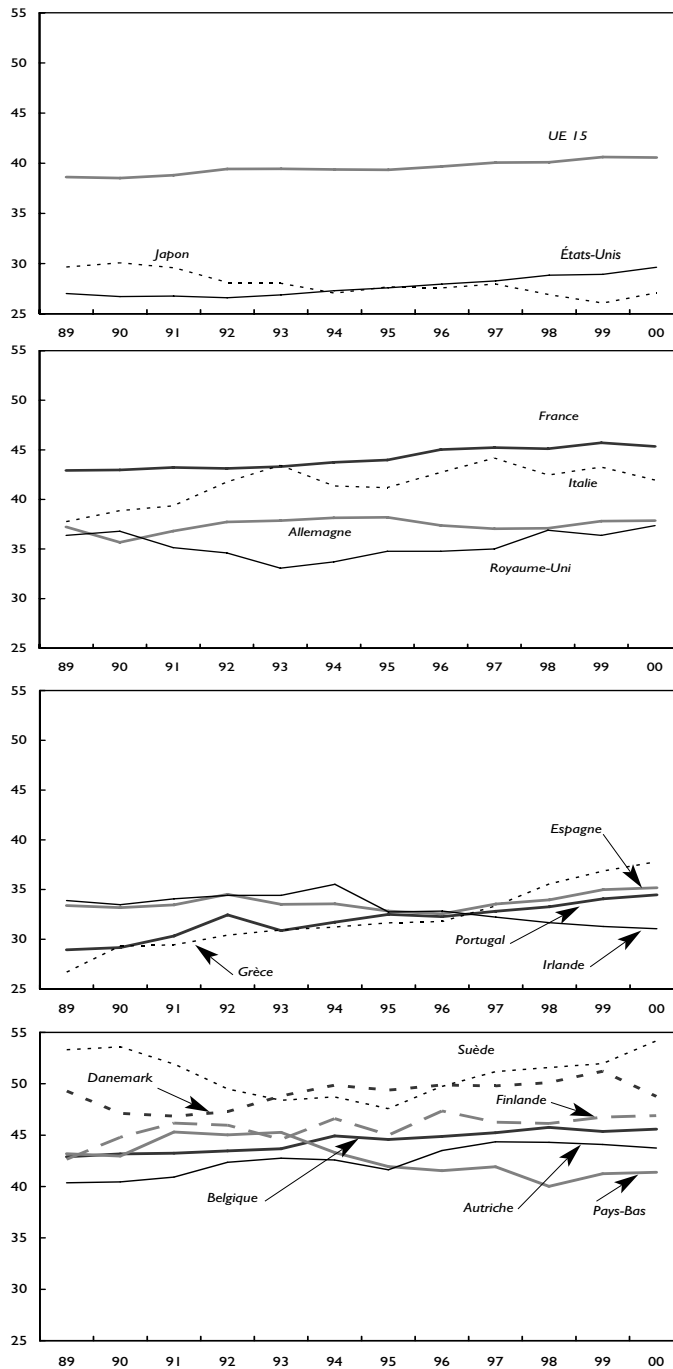 55
50
45
UE 15
40
35
Japon
États-Unis
30
25
89 90 91 92 93 94 95 96 97 98 99 00
55
50
France
45
Italie
40
Allemagne
35
Royaume-Uni
30
25
89 90 91 92 93 94 95 96 97 98 99 00
55
50
45
Espagne
40
35
Portugal
30
Grèce
Irlande
25
89 90 91 92 93 94 95 96 97 98 99 00
55
Suède
Danemark
50
Finlande
45
Belgique
Autriche
Pays-Bas
40
35
30
25
89 90 91 92 93 94 95 96 97 98 99 00